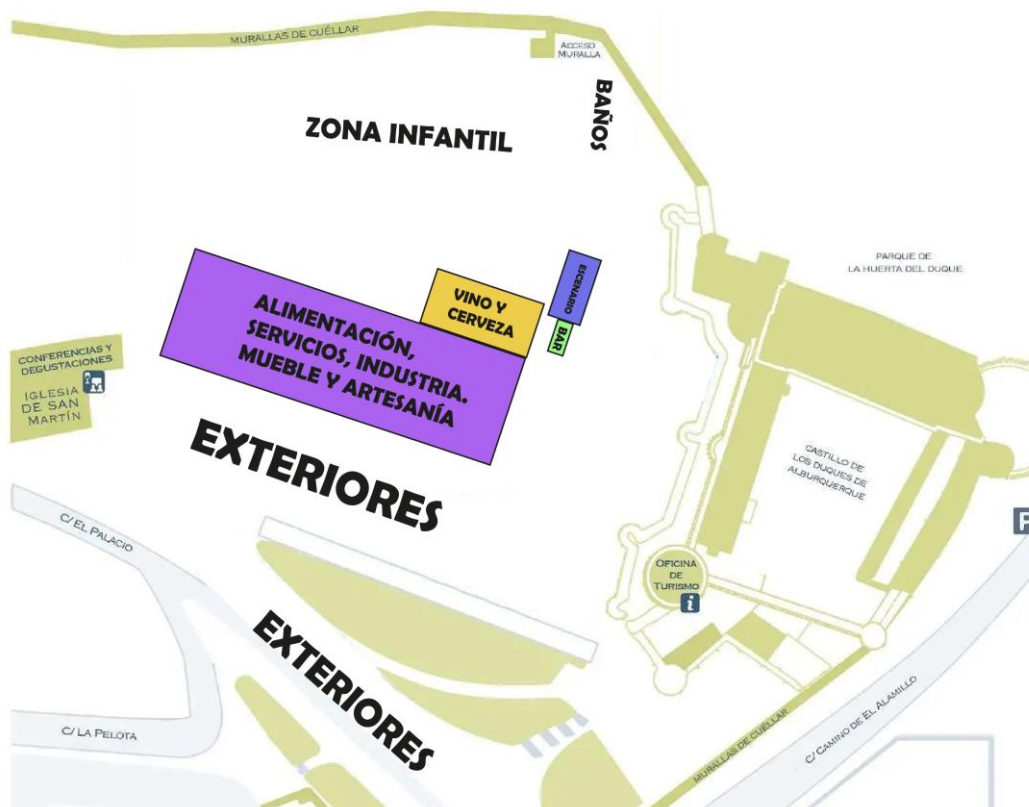 MURALLAS DE CUÉLLAR
ACCESO
MURALLA
BAÑOS
ZONA INFANTIL
PARQUE DE
LA HUERTA DEL DUQUE
ESCENARIO
VINO Y
CERVEZA
BAR
ALIMENTACIÓN,
SERVICIOS, INDUSTRIA.
MUEBLE Y ARTESANÍA
CONFERENCIAS Y
DEGUSTACIONES
IGLESIA
DE SAN
MARTÍN
EXTERIORES
CASTILLO DE
LOS DUQUES DE
ALBURQUERQUE
P
C/ EL PALACIO
OFICINA
DE
TURISMO
i
EXTERIORES
C/ LA PELOTA
MURALLAS DE CUÉLLAR
C/ CAMINO DE EL ALAMILLO